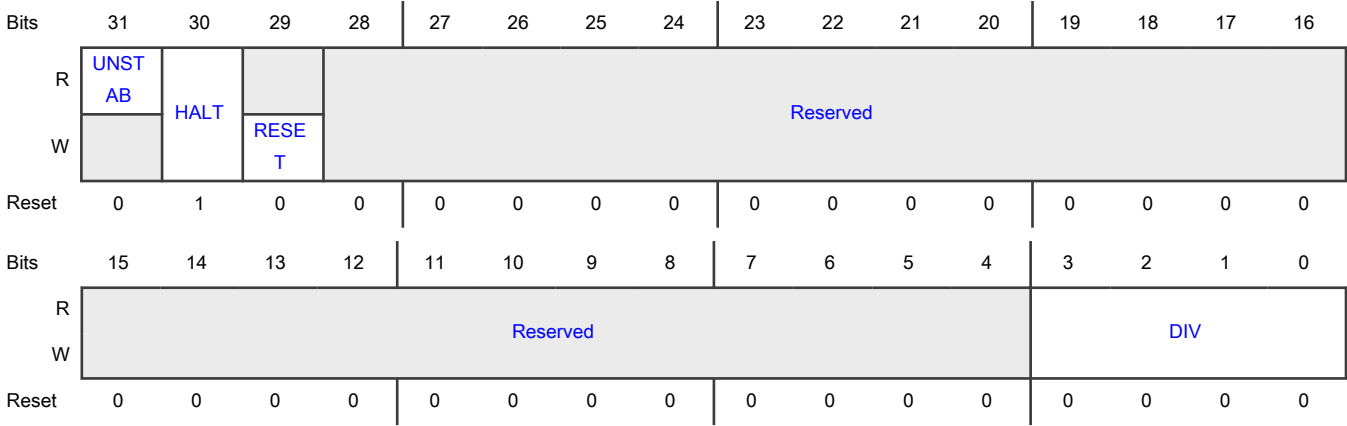 Bits 31 30 29 28 27 26 25 24 23 22 21 20 19 18 17 16
R UNST
AB
HALT
Reserved
W RESE
T
Reset 0 1 0 0 0 0 0 0 0 0 0 0 0 0 0 0
Bits 15 14 13 12 11 10 9 8 7 6 5 4 3 2 1 0
R
Reserved DIV
W
Reset 0 0 0 0 0 0 0 0 0 0 0 0 0 0 0 0